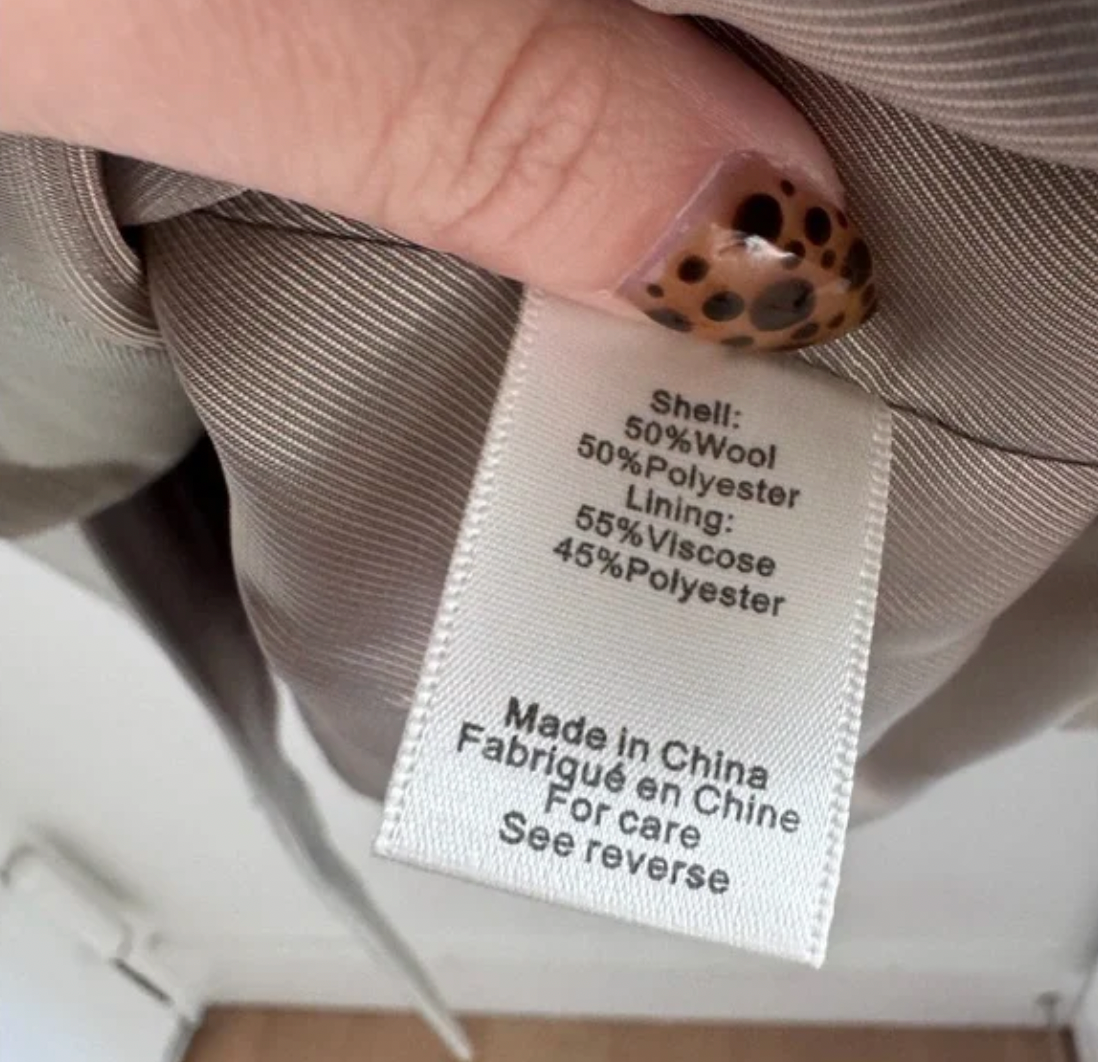 Shell:
50%Wool
50%Polyester
Lining:
55%Viscose
45%Polyester
Made in China
Fabriqué en Chine
For care
See reverse